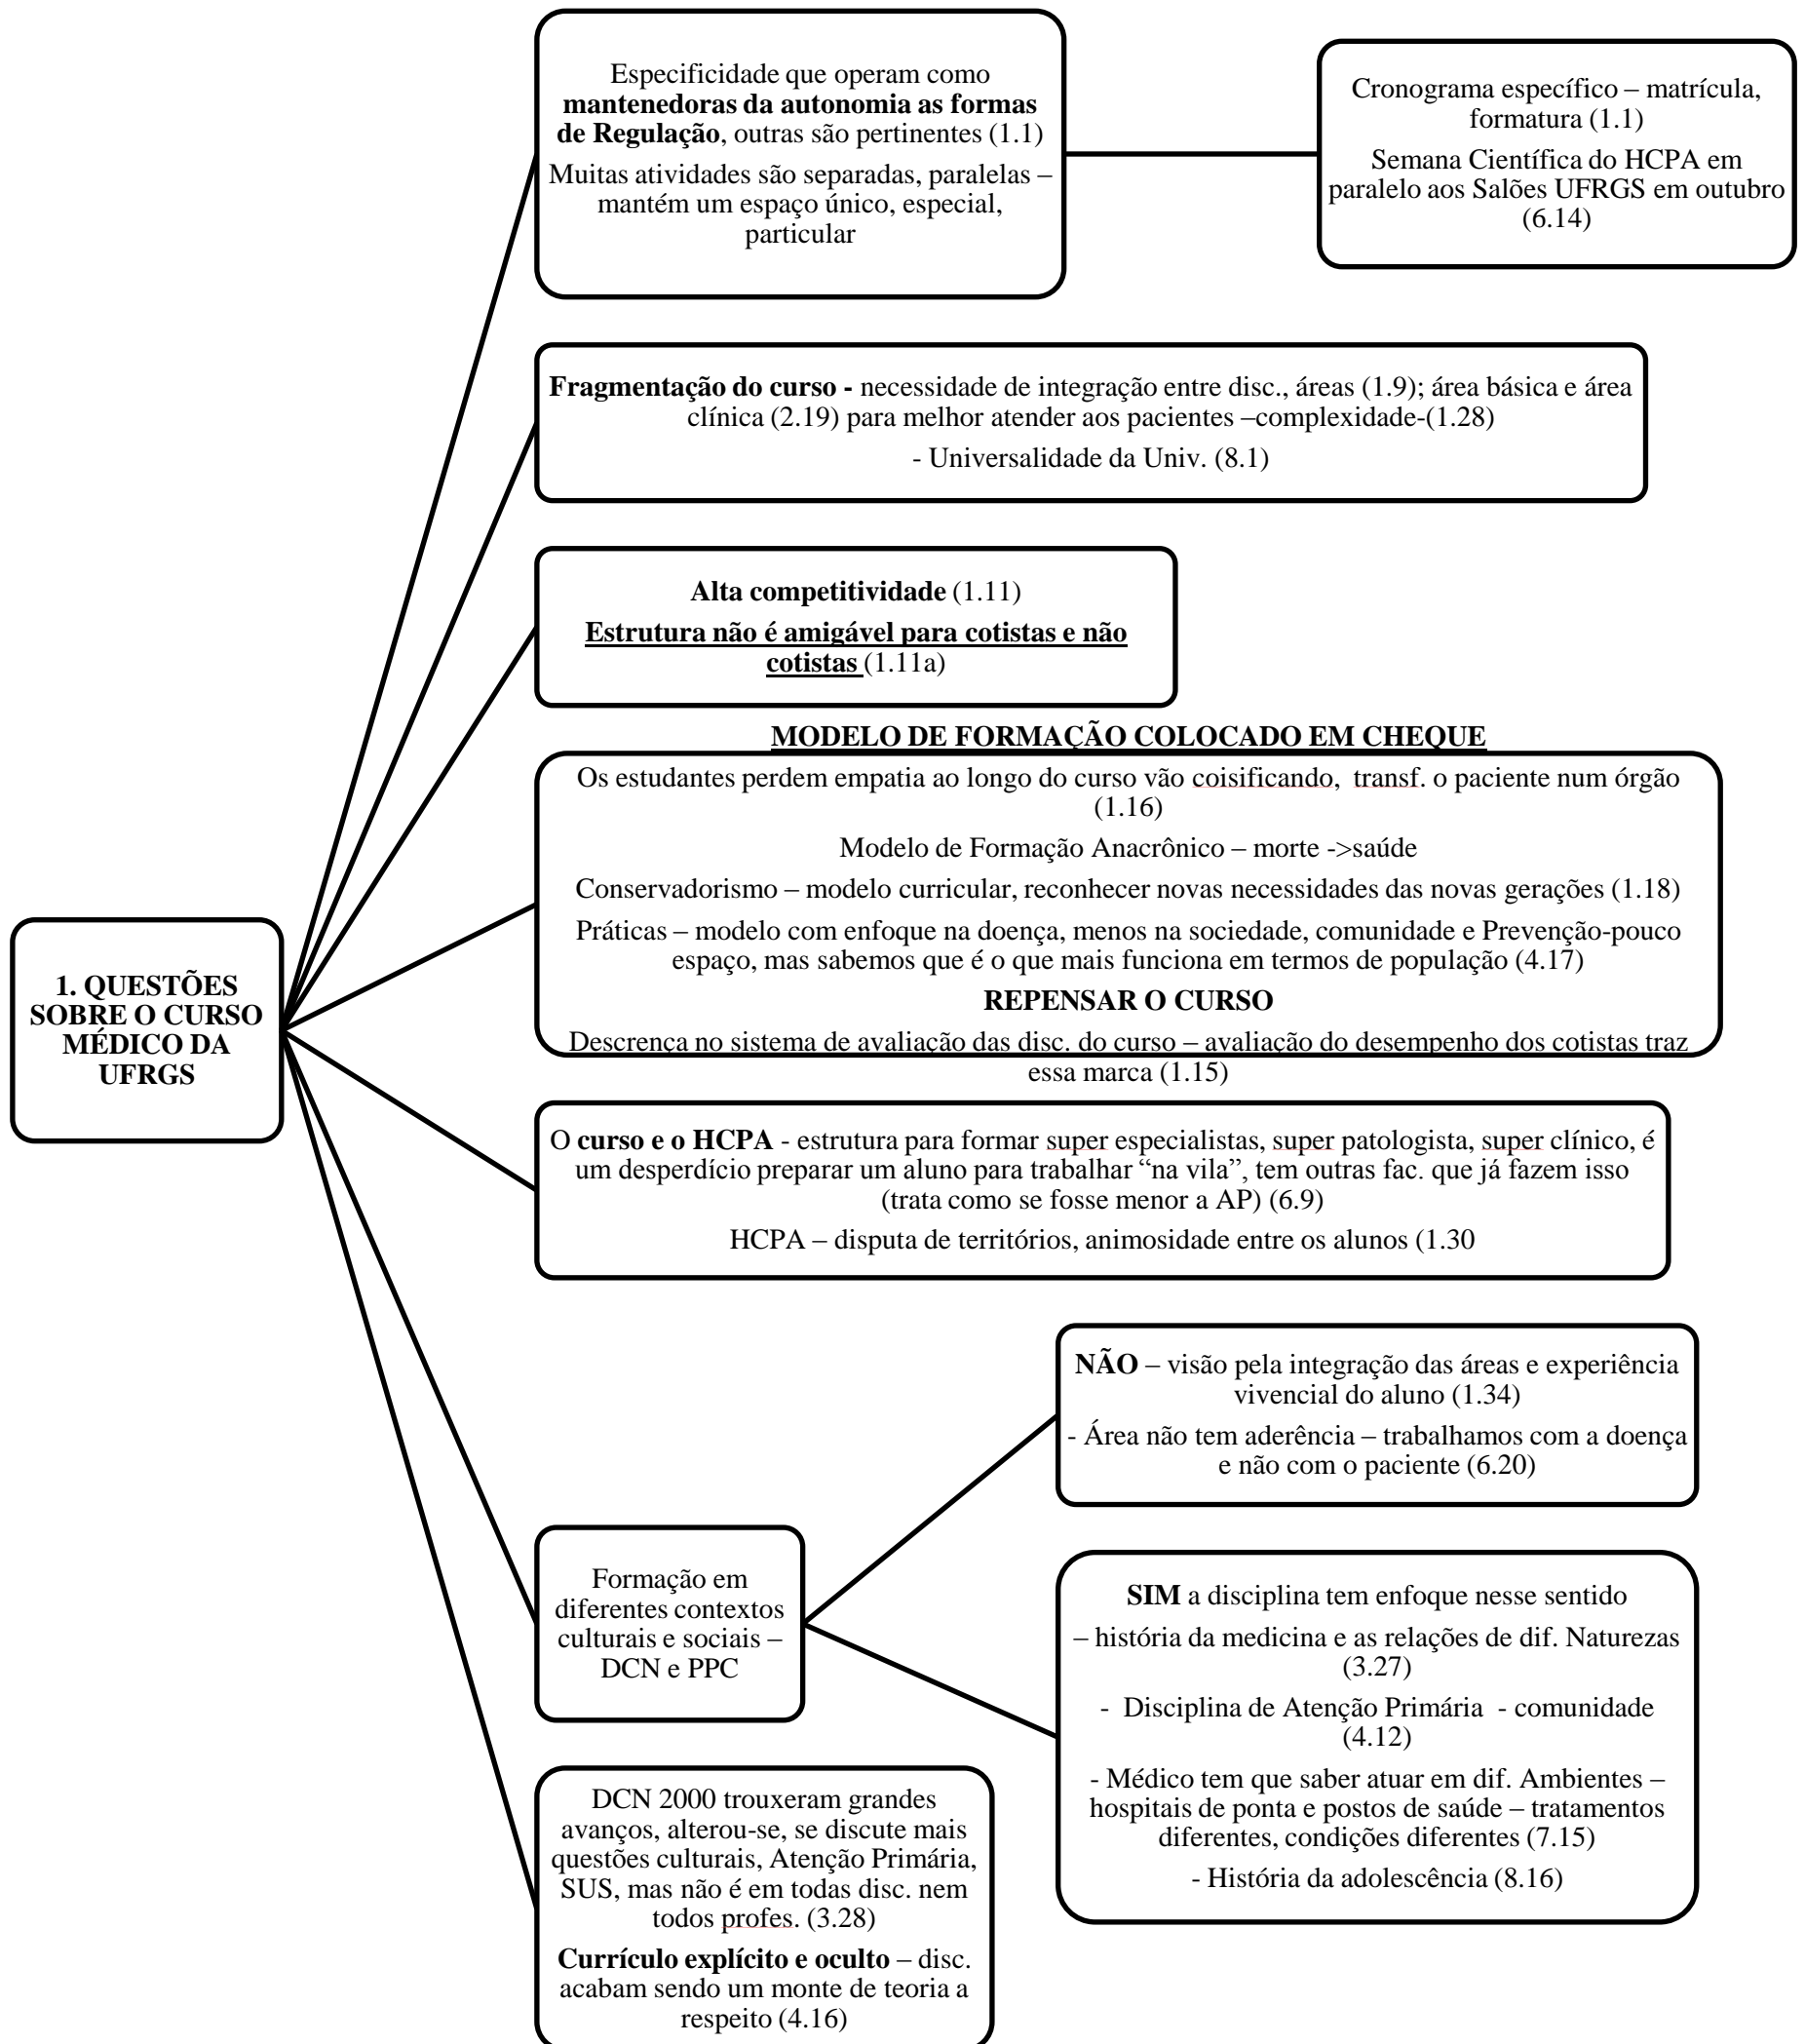 Especificidade que operam como
mantenedoras da autonomia as formas
de Regulação, outras são pertinentes (1.1)
Muitas atividades são separadas, paralelas –
mantém um espaço único, especial,
particular
Cronograma específico – matrícula,
formatura (1.1)
Semana Científica do HCPA em
paralelo aos Salões UFRGS em outubro
(6.14)
Fragmentação do curso - necessidade de integração entre disc., áreas (1.9); área básica e área
clínica (2.19) para melhor atender aos pacientes –complexidade-(1.28)
- Universalidade da Univ. (8.1)
Alta competitividade (1.11)
Estrutura não é amigável para cotistas e não
cotistas (1.11a)
MODELO DE FORMAÇÃO COLOCADO EM CHEQUE
Os estudantes perdem empatia ao longo do curso vão coisificando, transf. o paciente num órgão
(1.16)
Modelo de Formação Anacrônico – morte ->saúde
Conservadorismo – modelo curricular, reconhecer novas necessidades das novas gerações (1.18)
Práticas – modelo com enfoque na doença, menos na sociedade, comunidade e Prevenção-pouco
espaço, mas sabemos que é o que mais funciona em termos de população (4.17)
REPENSAR O CURSO
Descrença no sistema de avaliação das disc. do curso – avaliação do desempenho dos cotistas traz
essa marca (1.15)
1. QUESTÕES
SOBRE O CURSO
MÉDICO DA
UFRGS
O curso e o HCPA - estrutura para formar super especialistas, super patologista, super clínico, é
um desperdício preparar um aluno para trabalhar “na vila”, tem outras fac. que já fazem isso
(trata como se fosse menor a AP) (6.9)
HCPA – disputa de territórios, animosidade entre os alunos (1.30
Formação em
diferentes contextos
culturais e sociais –
DCN e PPC
NÃO – visão pela integração das áreas e experiência
vivencial do aluno (1.34)
- Área não tem aderência – trabalhamos com a doença
e não com o paciente (6.20)
SIM a disciplina tem enfoque nesse sentido
– história da medicina e as relações de dif. Naturezas
(3.27)
- Disciplina de Atenção Primária - comunidade
(4.12)
- Médico tem que saber atuar em dif. Ambientes –
hospitais de ponta e postos de saúde – tratamentos
diferentes, condições diferentes (7.15)
- História da adolescência (8.16)
DCN 2000 trouxeram grandes
avanços, alterou-se, se discute mais
questões culturais, Atenção Primária,
SUS, mas não é em todas disc. nem
todos profes. (3.28)
Currículo explícito e oculto – disc.
acabam sendo um monte de teoria a
respeito (4.16)